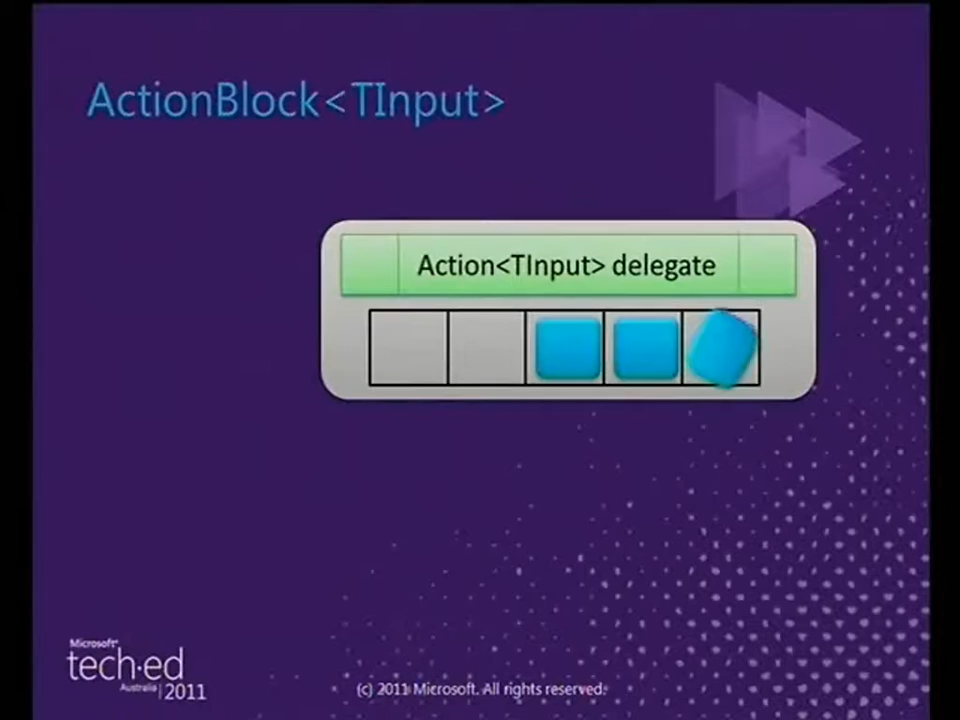 ActionBlock<TInput>
Action<TInput> delegate
Microsoft®
tech·ed
Australia | 2011
(c) 2011 Microsoft. All rights reserved.